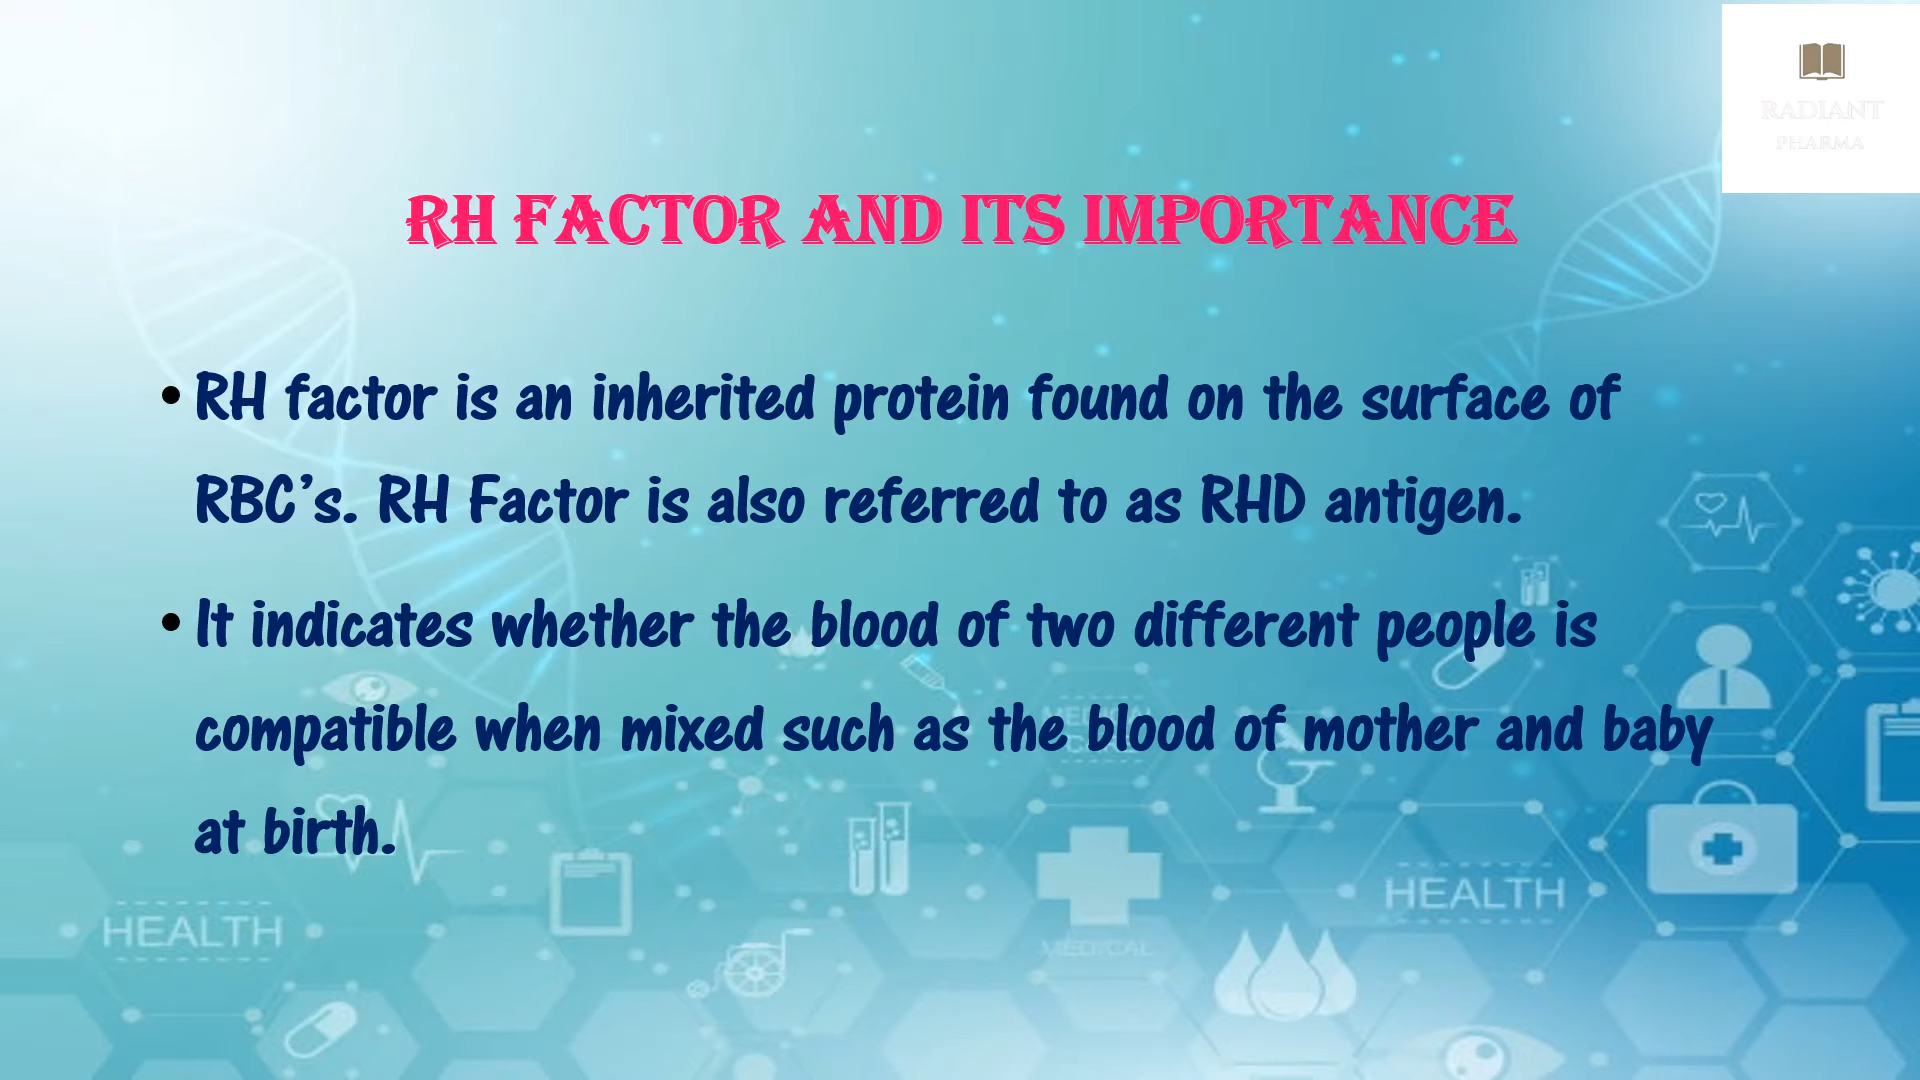 RADIANT
PHARMA
RH FACTOR AND ITS IMPORTANCE
• RH factor is an inherited protein found on the surface of
RBC's. RH Factor is also referred to as RHD antigen.
• It indicates whether the blood of two different people is
compatible when mixed such as the blood of mother and baby
at birth.
MEDICAL
HEALTH
HEALTH
MEDICAL